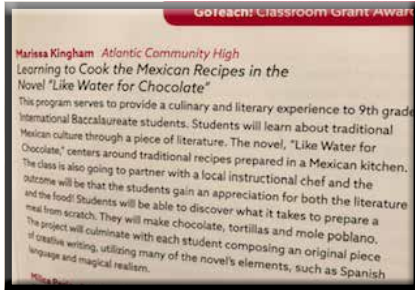 GoTeach! Classroom Grant Award
Marissa Kingham Atlantic Community High
Learning to Cook the Mexican Recipes in the
Novel "Like Water for Chocolate"
This program serves to provide a culinary and literary experience to 9th grade
International Baccalaureate students. Students will learn about traditional
Mexican culture through a piece of literature. The novel, "Like Water for
Chocolate," centers around traditional recipes prepared in a Mexican kitchen.
The class is also going to partner with a local instructional chef and the
outcome will be that the students gain an appreciation for both the literature
and the food! Students will be able to discover what it takes to prepare a
meal from scratch. They will make chocolate, tortillas and mole poblano.
The project will culminate with each student composing an original piece
of creative writing, utilizing many of the novel's elements, such as Spanish
language and magical realism.